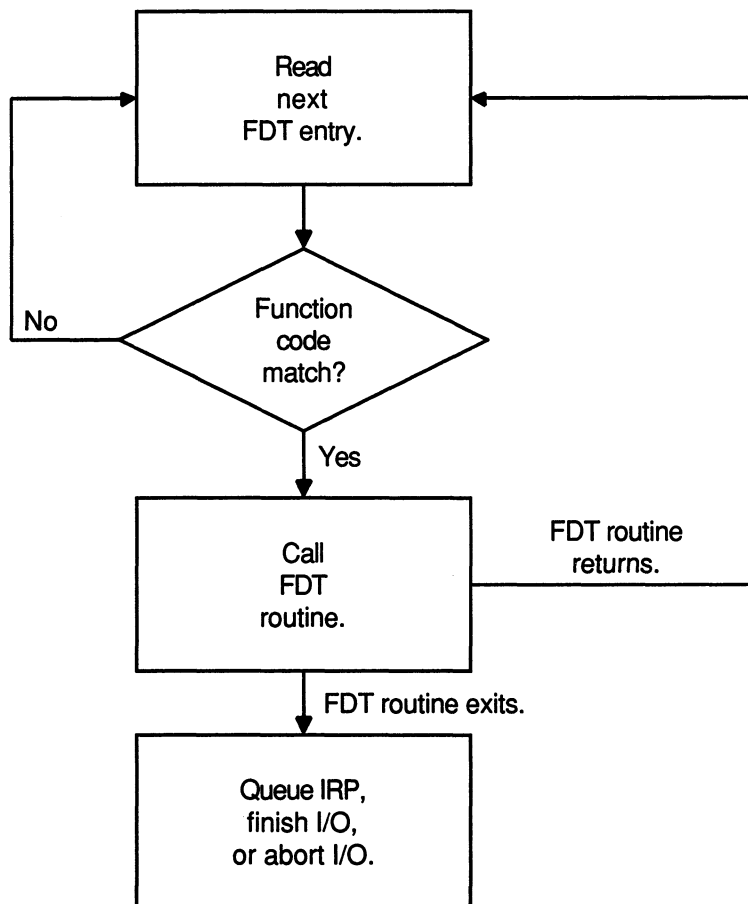 Read
next
FDT entry.
Function
code
match?
No
Yes
Call
FDT
routine.
FDT routine
returns.
FDT routine exits.
Queue IRP,
finish I/O,
or abort I/O.